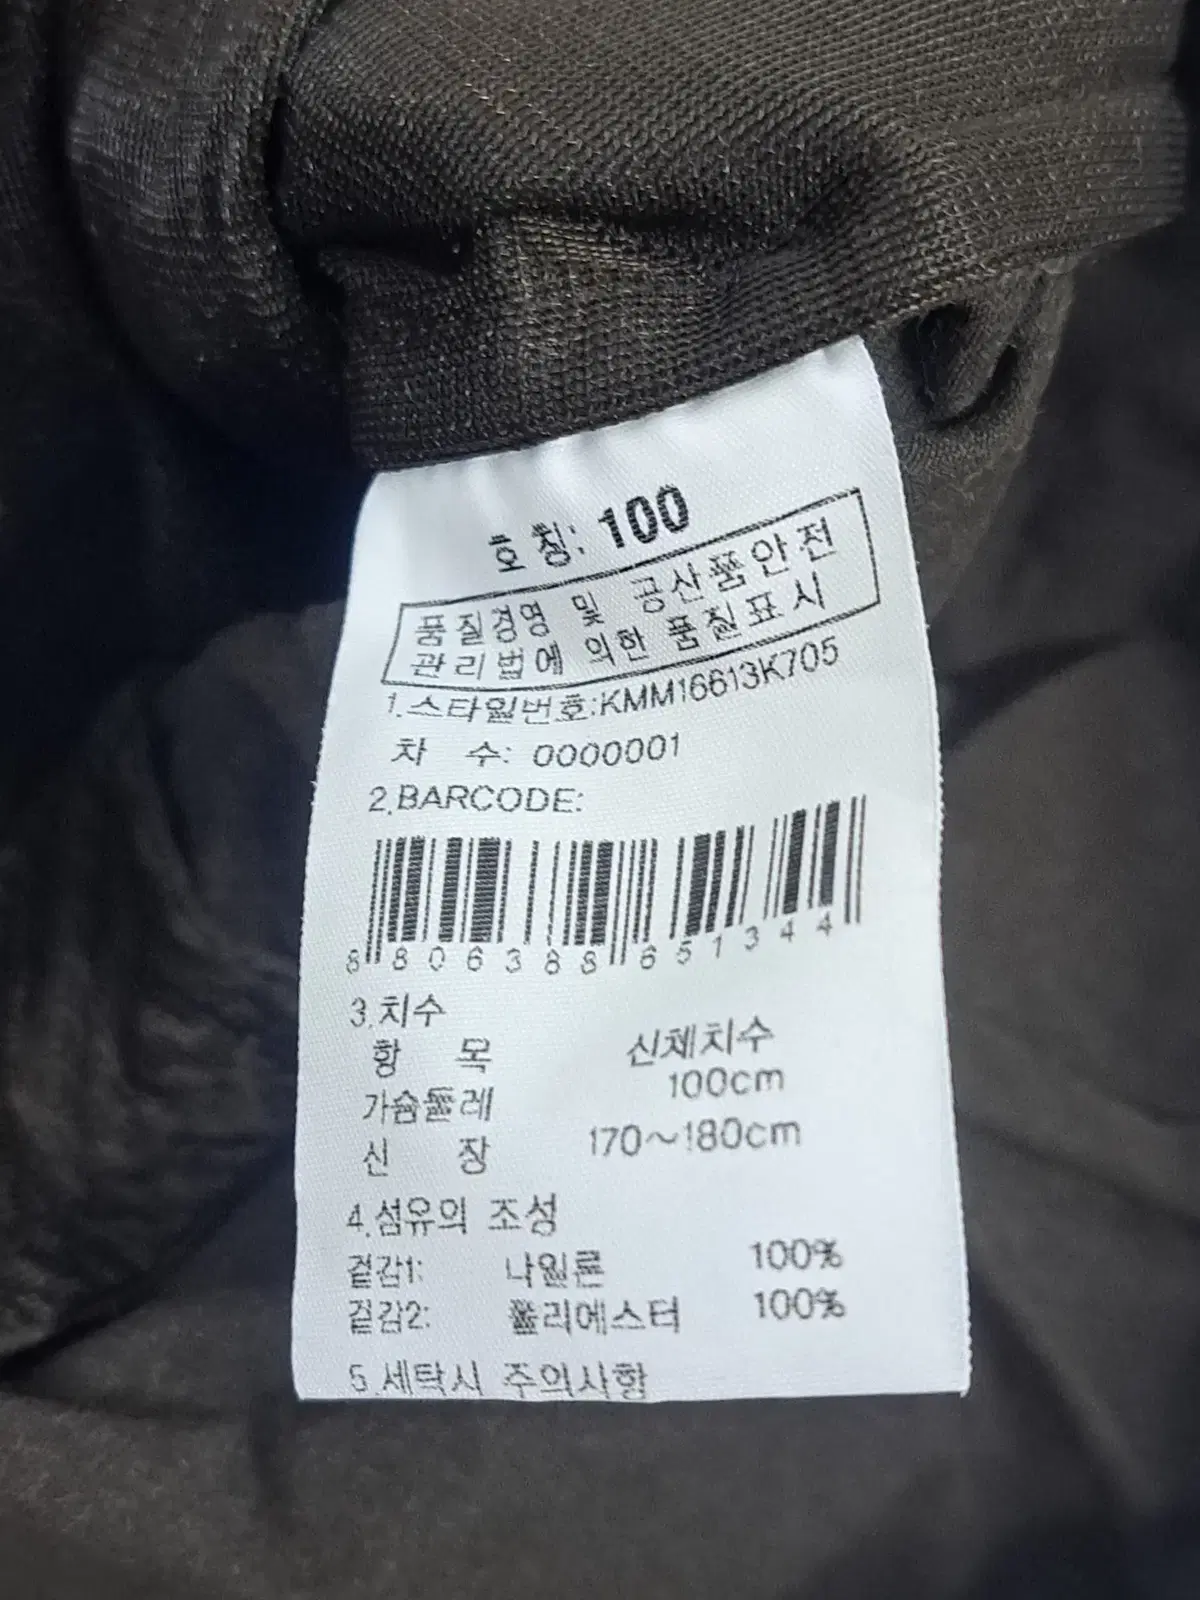 호 칭: 100
품질경영 및 공산품안전
관리법에 의한 품질표시
1.스타일번호:KMM16613K705
차 수: 0000001
2.BARCODE:
8 806388 651344
3.치수
항 목 신체치수
가슴둘레 100cm
신 장 170~180cm
4.섬유의 조성
겉감1: 나일론 100%
겉감2: 폴리에스터 100%
5.세탁시 주의사항